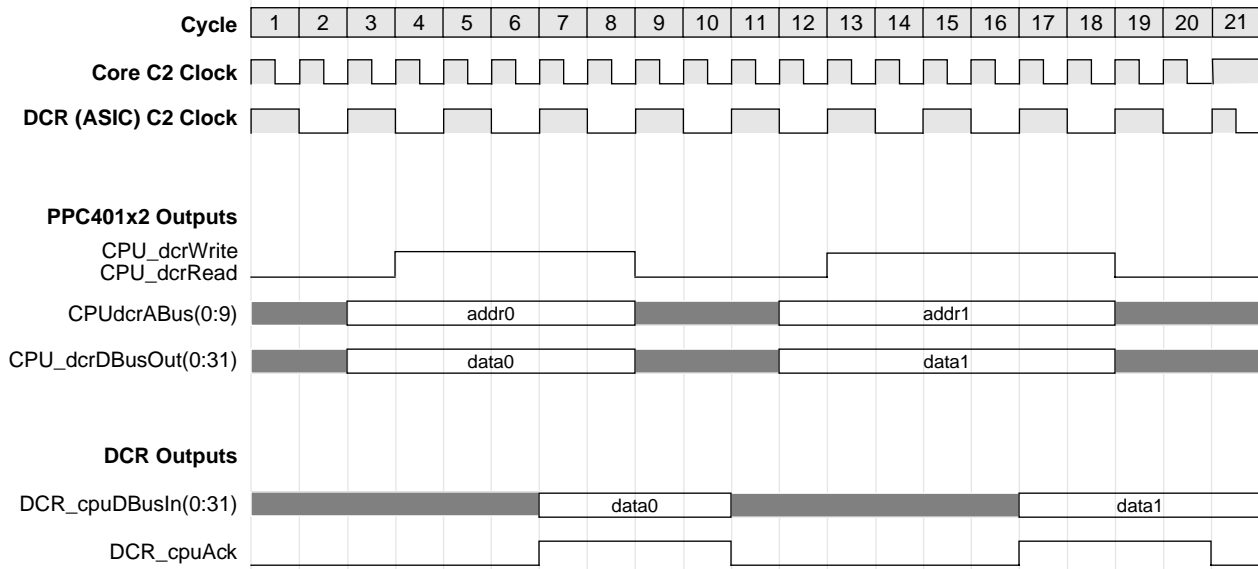 Cycle 1 2 3 4 5 6 7 8 9 10 11 12 13 14 15 16 17 18 19 20 21
Core C2 Clock
DCR (ASIC) C2 Clock
PPC401x2 Outputs
CPU_dcrWrite
CPU_dcrRead
CPUdcrABus(0:9) addr0 addr1
CPU_dcrDBusOut(0:31) data0 data1
DCR Outputs
DCR_cpuDBusIn(0:31) data0 data1
DCR_cpuAck